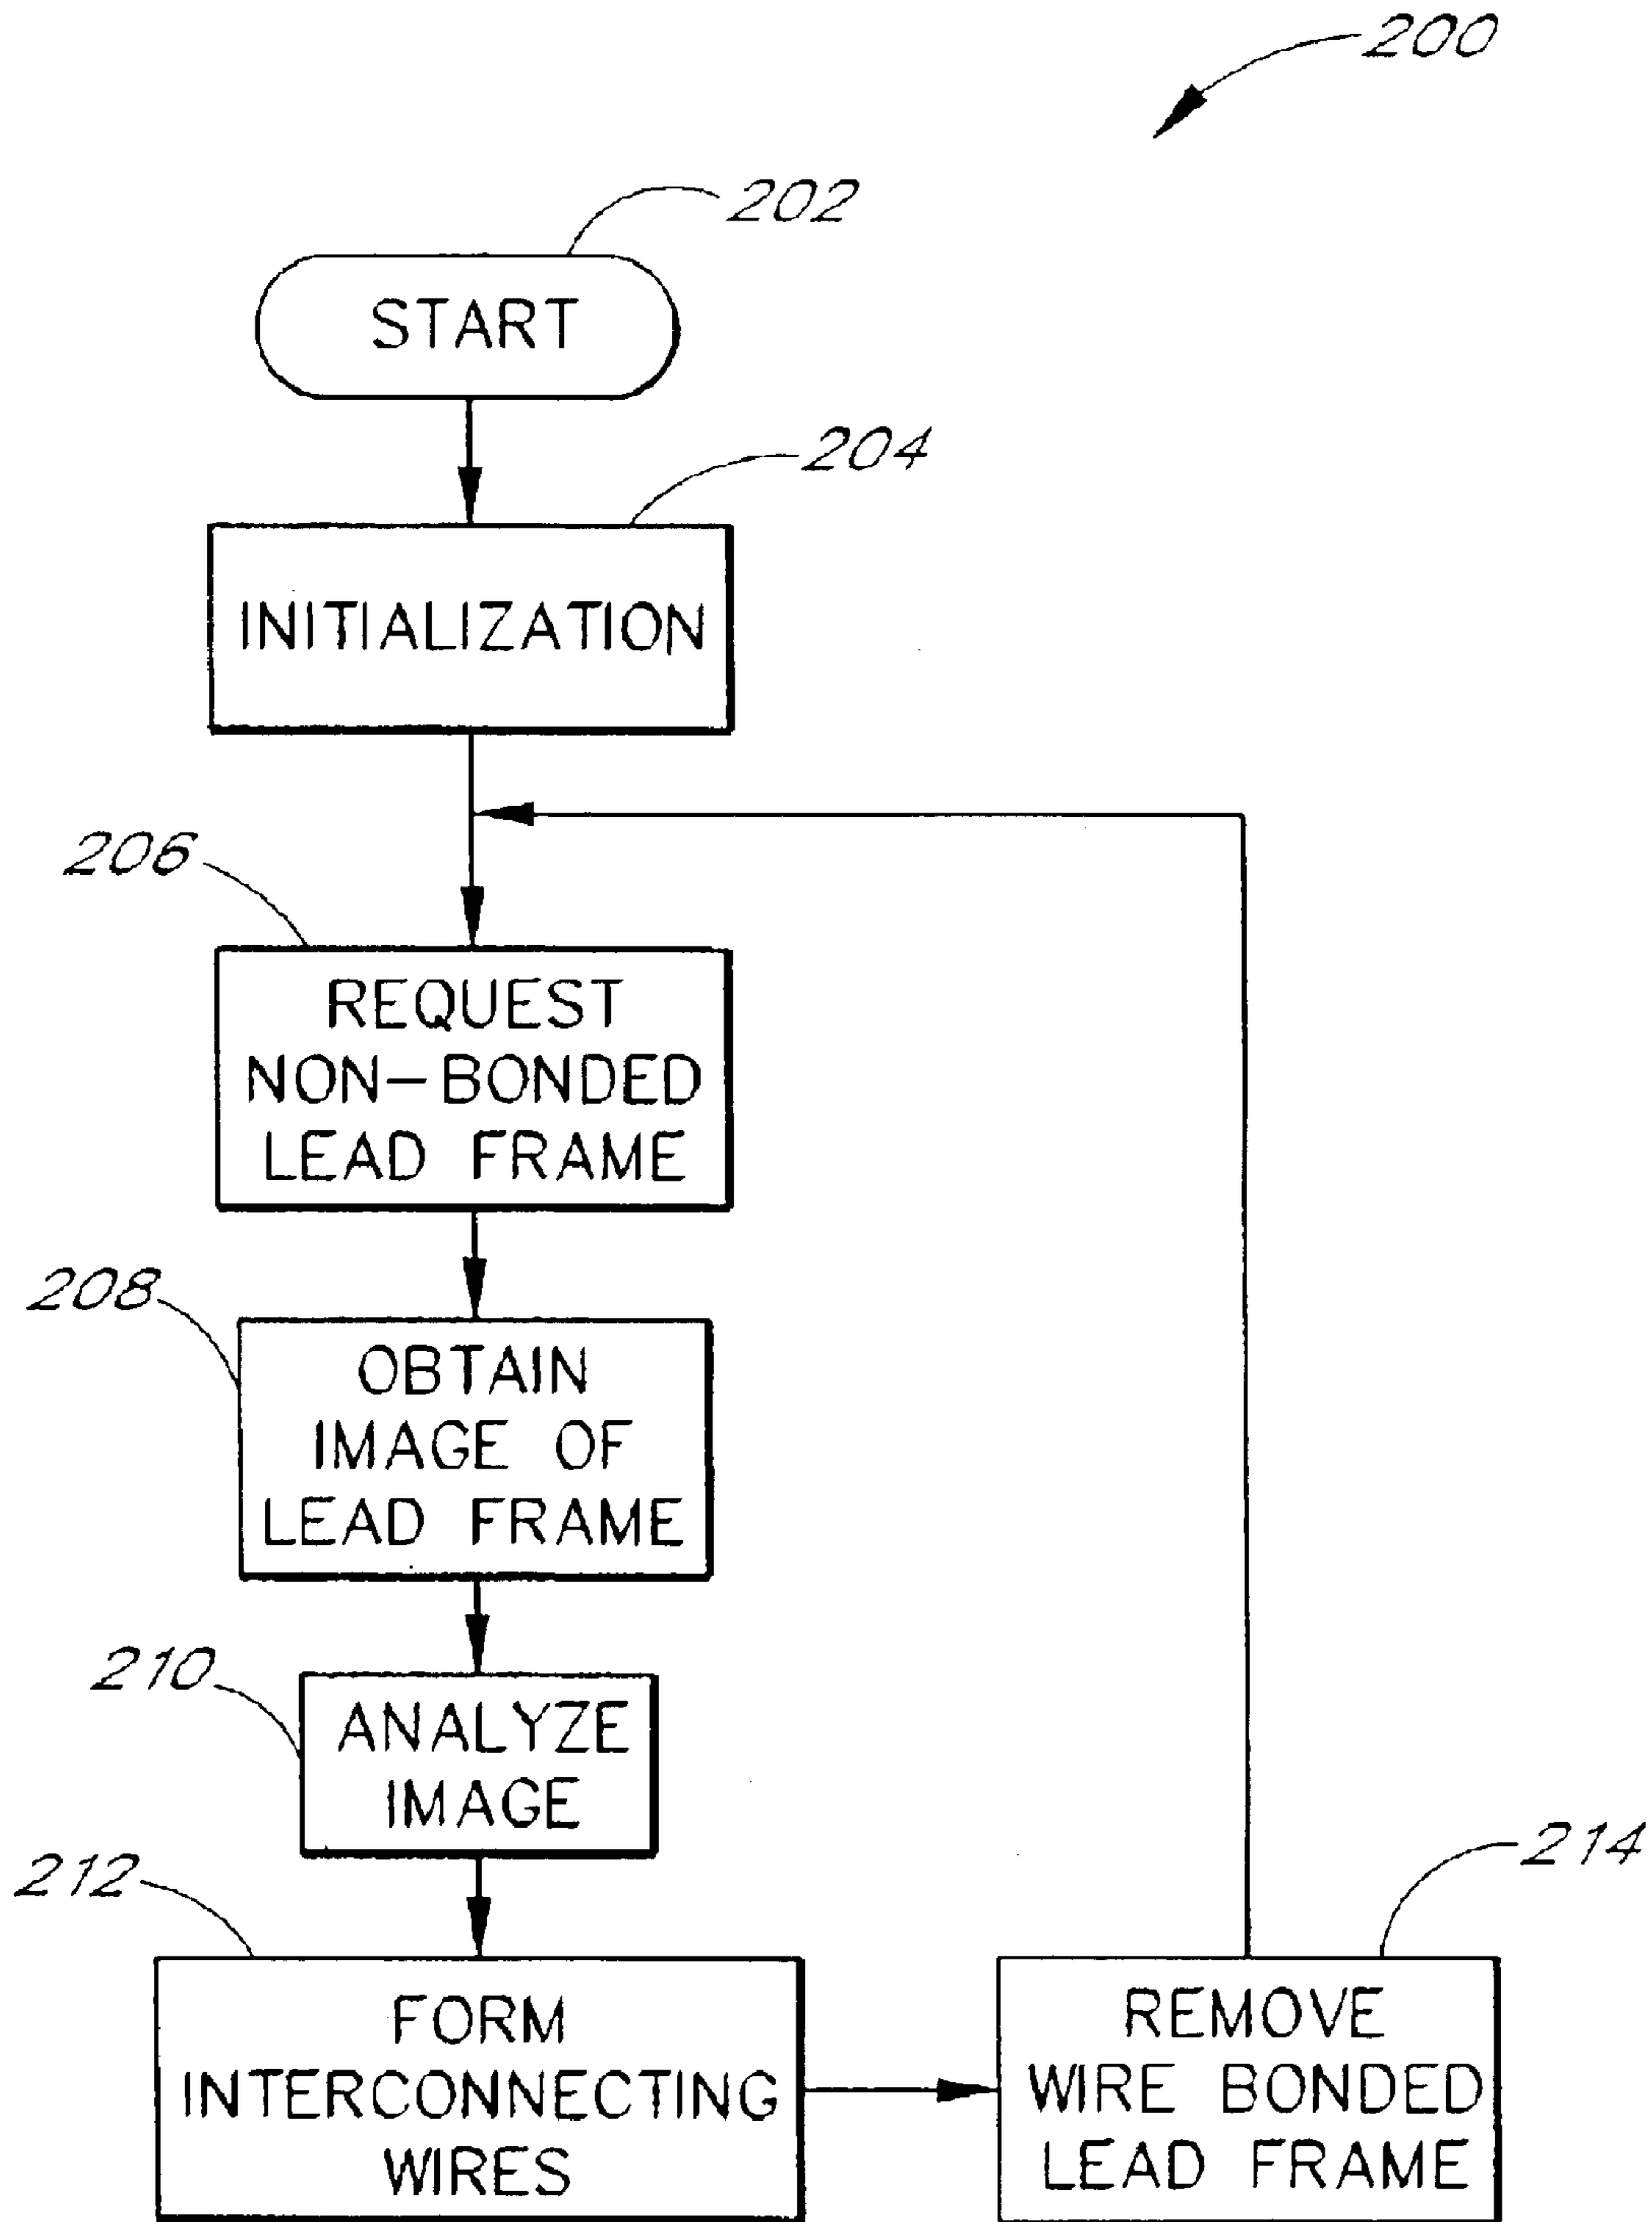 200
202
START
204
INITIALIZATION
206
REQUEST
NON-BONDED
LEAD FRAME
208
OBTAIN
IMAGE OF
LEAD FRAME
210
ANALYZE
IMAGE
212
FORM
INTERCONNECTING
WIRES
214
REMOVE
WIRE BONDED
LEAD FRAME